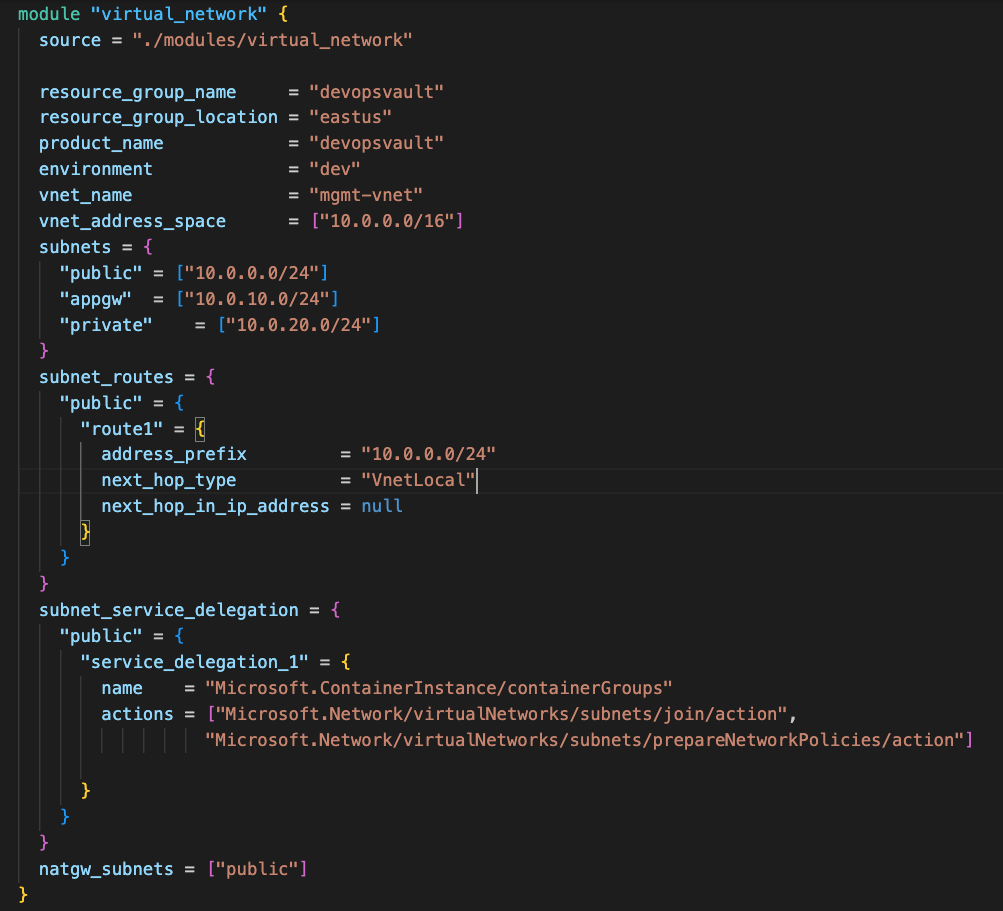 module "virtual_network" {
  source = "./modules/virtual_network"

  resource_group_name     = "devopsvault"
  resource_group_location = "eastus"
  product_name            = "devopsvault"
  environment             = "dev"
  vnet_name               = "mgmt-vnet"
  vnet_address_space      = ["10.0.0.0/16"]
  subnets = {
    "public" = ["10.0.0.0/24"]
    "appgw"  = ["10.0.10.0/24"]
    "private"    = ["10.0.20.0/24"]
  }
  subnet_routes = {
    "public" = {
      "route1" = {
        address_prefix         = "10.0.0.0/24"
        next_hop_type          = "VnetLocal"
        next_hop_in_ip_address = null
      }
    }
  }
  subnet_service_delegation = {
    "public" = {
      "service_delegation_1" = {
        name    = "Microsoft.ContainerInstance/containerGroups"
        actions = ["Microsoft.Network/virtualNetworks/subnets/join/action",
                  "Microsoft.Network/virtualNetworks/subnets/prepareNetworkPolicies/action"]

      }
    }
  }
  natgw_subnets = ["public"]
}